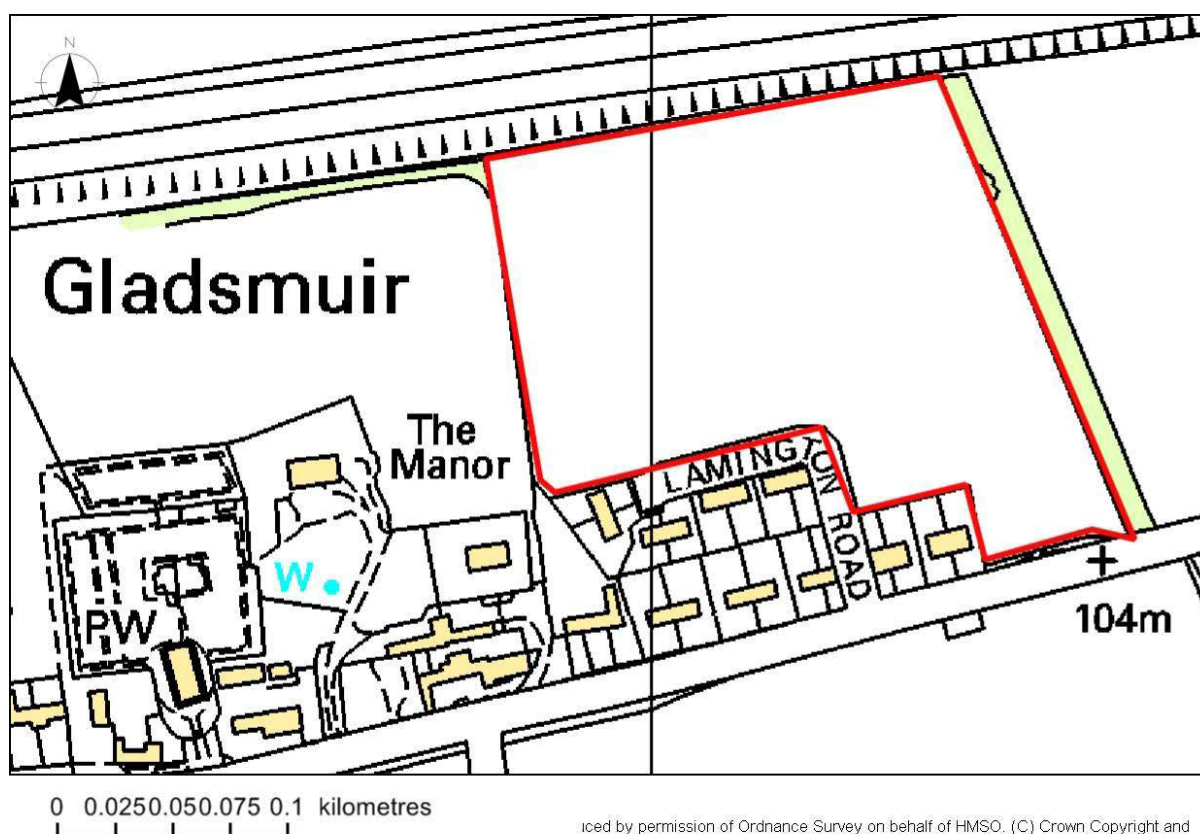 N
Gladsmuir
The
Manor
LAMINGTON ROAD
W
PW
104m
0 0.0250.050.075 0.1 kilometres
iced by permission of Ordnance Survey on behalf of HMSO. (C) Crown Copyright and